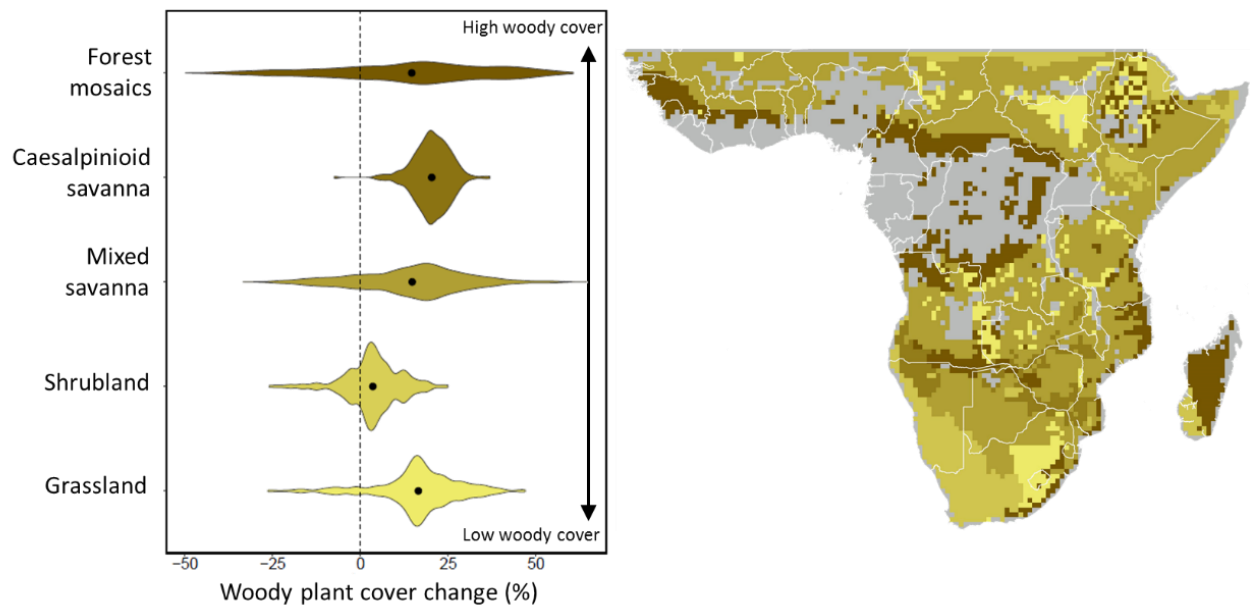 High woody cover
Forest
mosaics
Caesalpinioid
savanna
Mixed
savanna
Shrubland
Grassland
Low woody cover
−50
−25
0
25
50
Woody plant cover change (%)